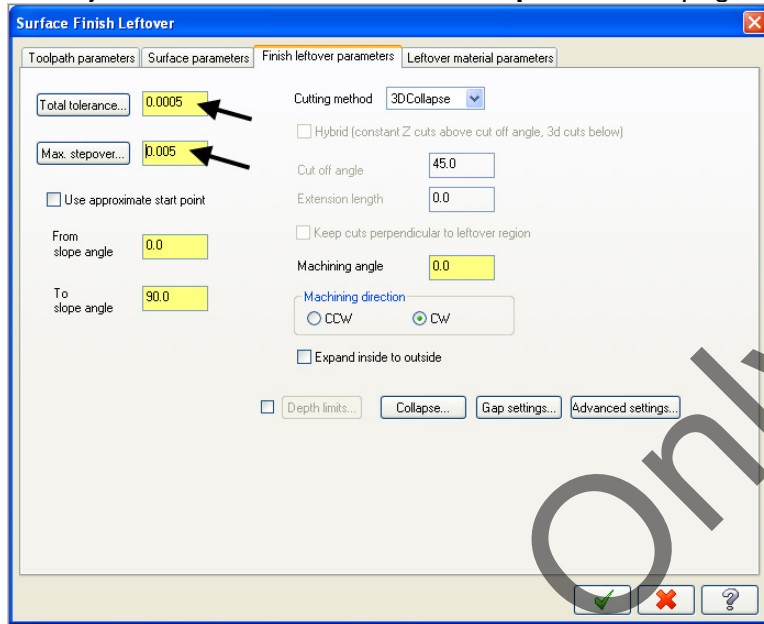 Surface Finish Leftover
Toolpath parameters Surface parameters Finish leftover parameters Leftover material parameters
Total tolerance... 0.0005
Cutting method 3DCollapse
Hybrid (constant Z cuts above cut off angle, 3d cuts below)
Max. stepover... 0.005
Cut off angle 45.0
Use approximate start point
Extension length 0.0
From
slope angle 0.0
Keep cuts perpendicular to leftover region
Machining angle 0.0
To
slope angle 90.0
Machining direction
CCW CW
Expand inside to outside
Depth limits... Collapse... Gap settings... Advanced settings...
Only